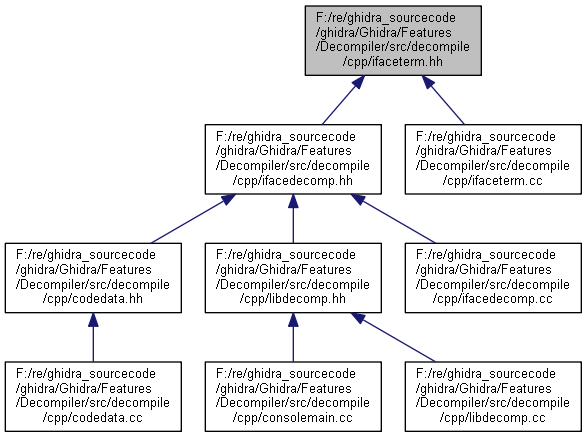 F:/re/ghidra_sourcecode
/ghidra/Ghidra/Features
/Decompiler/src/decompile
/cpp/ifaceterm.hh
F:/re/ghidra_sourcecode
/ghidra/Ghidra/Features
/Decompiler/src/decompile
/cpp/ifacedecomp.hh
F:/re/ghidra_sourcecode
/ghidra/Ghidra/Features
/Decompiler/src/decompile
/cpp/ifaceterm.cc
F:/re/ghidra_sourcecode
/ghidra/Ghidra/Features
/Decompiler/src/decompile
/cpp/codedata.hh
F:/re/ghidra_sourcecode
/ghidra/Ghidra/Features
/Decompiler/src/decompile
/cpp/libdecomp.hh
F:/re/ghidra_sourcecode
/ghidra/Ghidra/Features
/Decompiler/src/decompile
/cpp/ifacedecomp.cc
F:/re/ghidra_sourcecode
/ghidra/Ghidra/Features
/Decompiler/src/decompile
/cpp/codedata.cc
F:/re/ghidra_sourcecode
/ghidra/Ghidra/Features
/Decompiler/src/decompile
/cpp/consolemain.cc
F:/re/ghidra_sourcecode
/ghidra/Ghidra/Features
/Decompiler/src/decompile
/cpp/libdecomp.cc